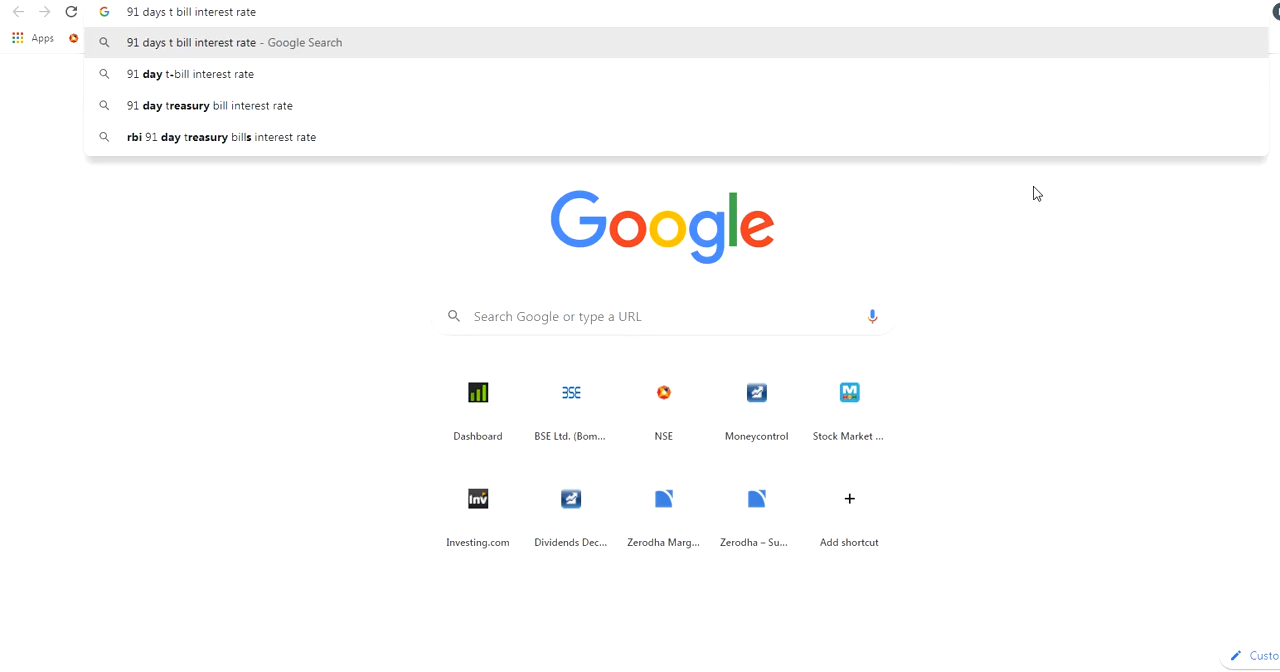 91 days t bill interest rate
Apps
91 days t bill interest rate - Google Search
91 day t-bill interest rate
91 day treasury bill interest rate
rbi 91 day treasury bills interest rate
Google
Search Google or type a URL
Dashboard BSE Ltd. (Bom... NSE Moneycontrol Stock Market ...
Investing.com Dividends Dec... Zerodha Marg... Zerodha – Su... Add shortcut
Custo